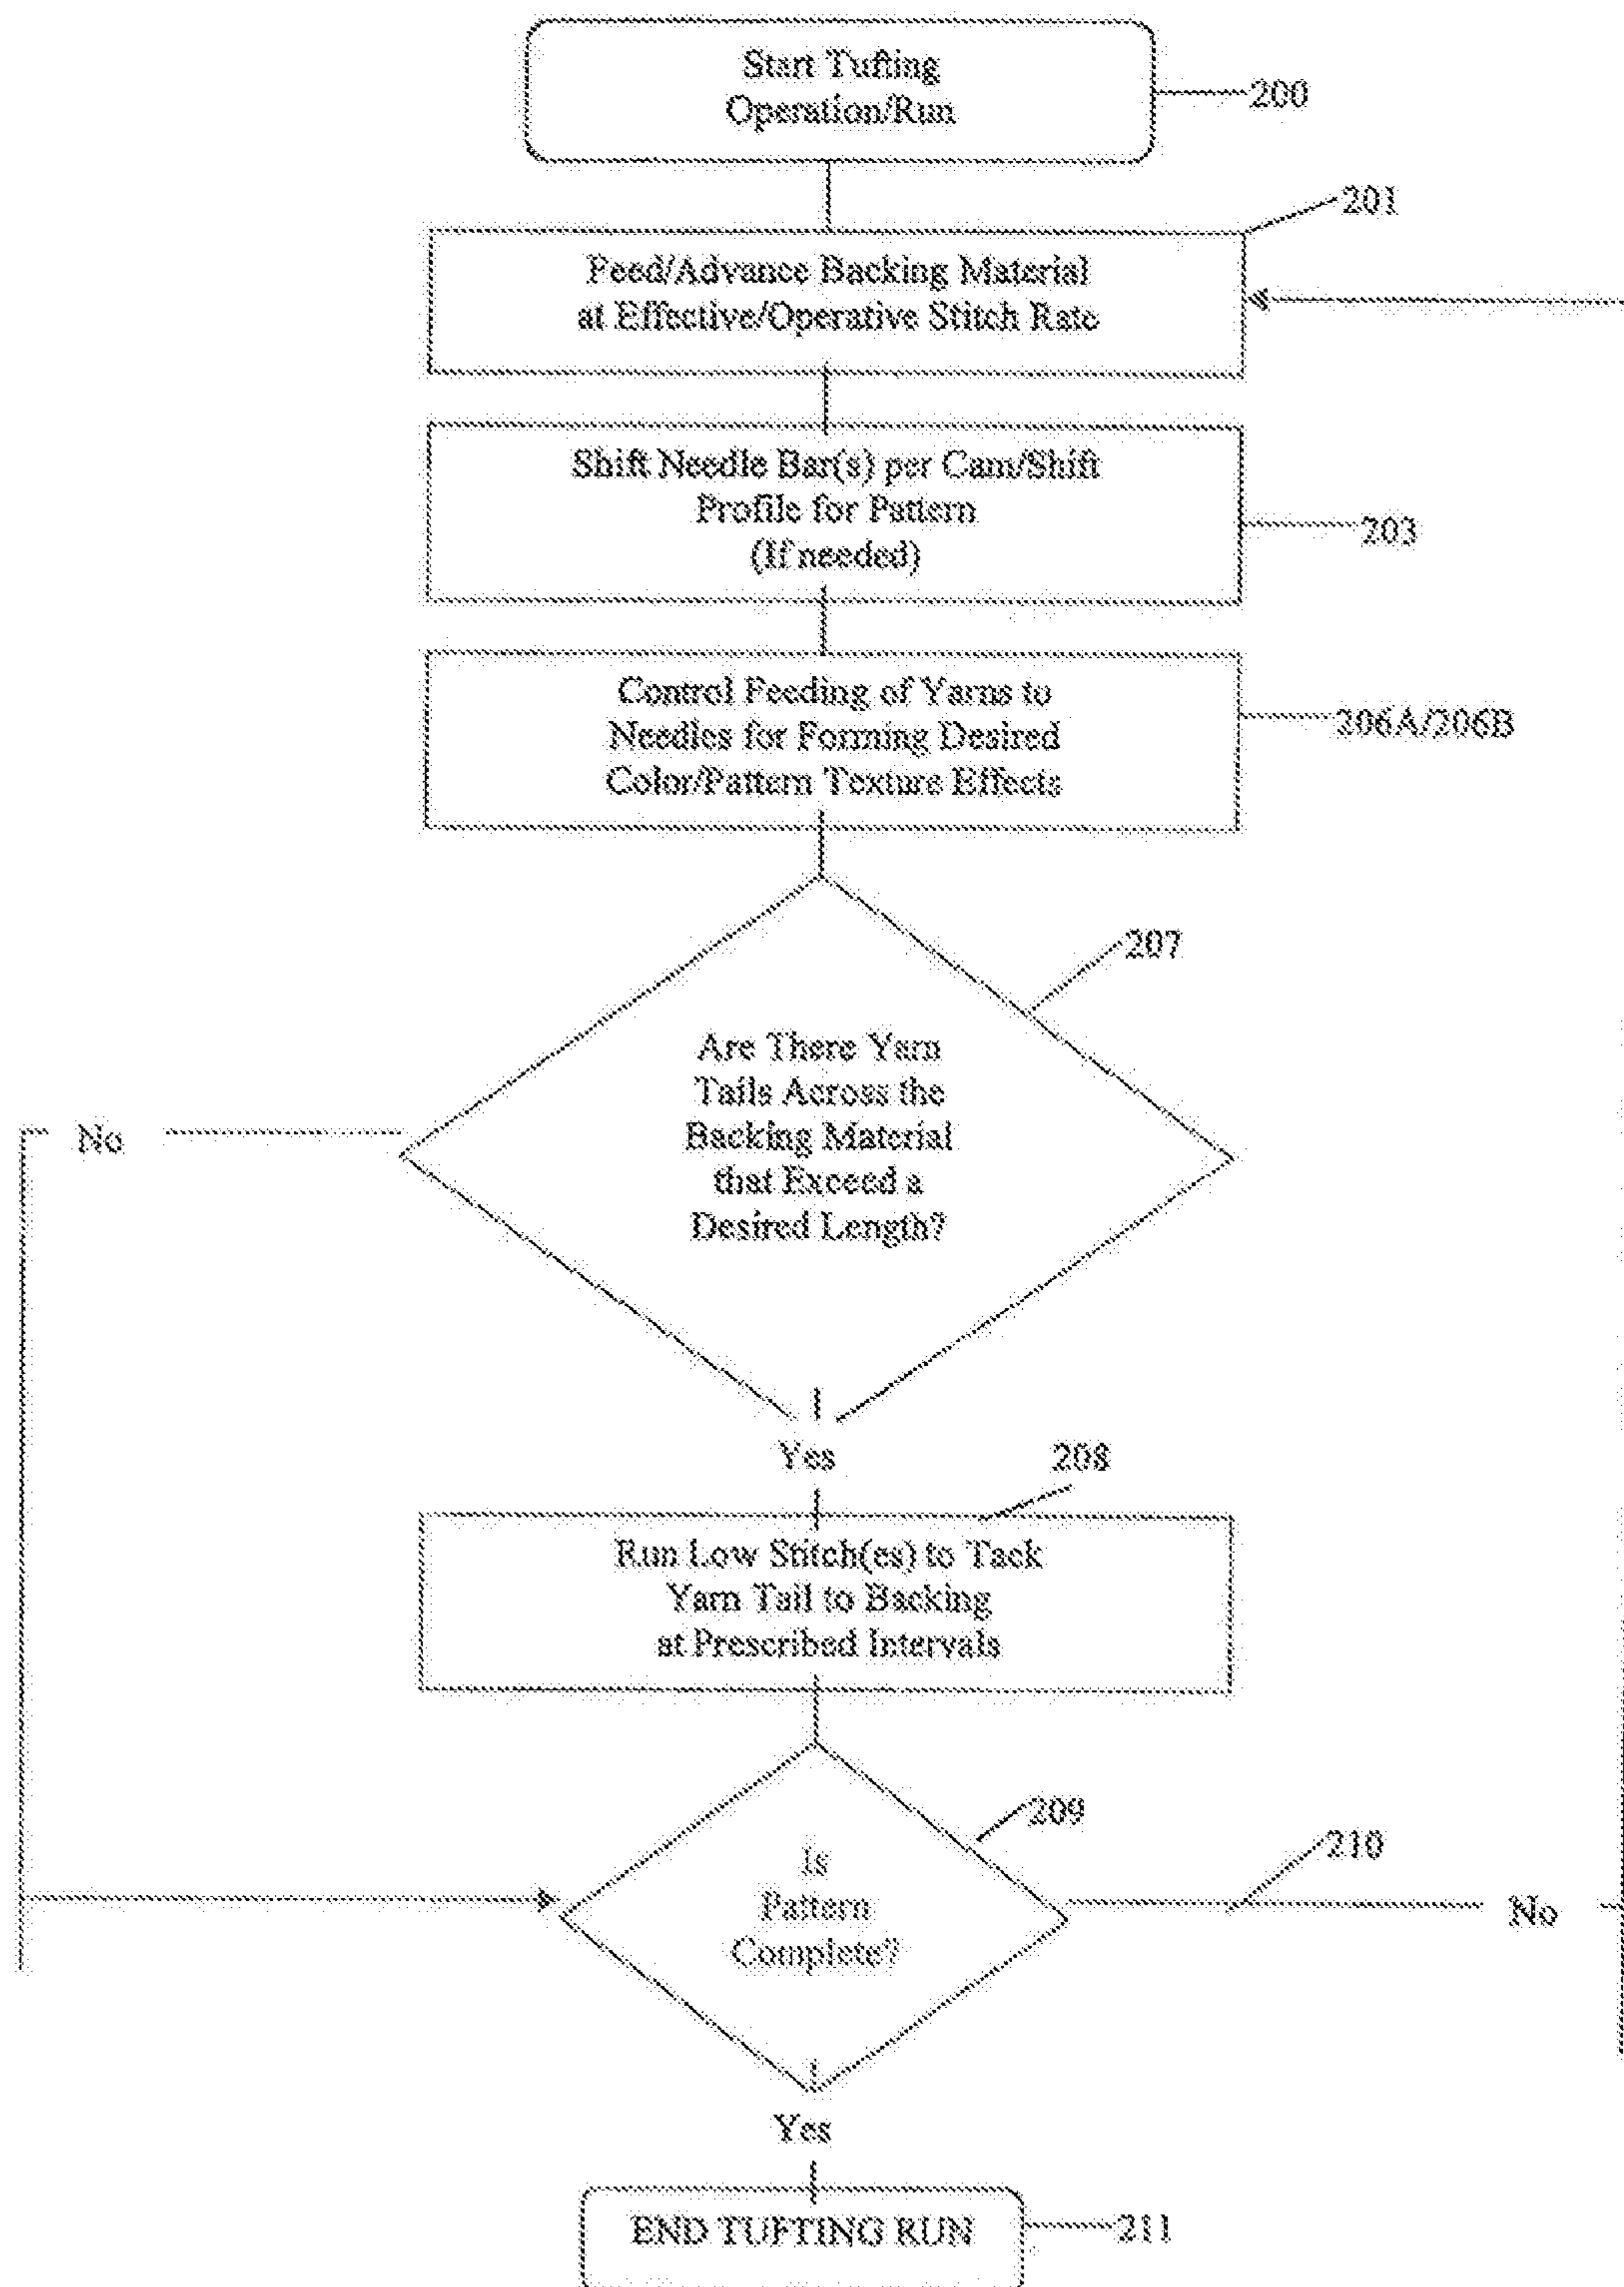 Start Tufting
Operation/Run
200
201
Feed/Advance Backing Material
at Effective/Operative Stitch Rate
Shift Needle Bar(s) per Cam/Shift
Profile for Pattern
(If needed)
203
Control Feeding of Yarns to
Needles for Forming Desired
Color/Pattern Texture Effects
206A/206B
207
Are There Yarn
Tails Across the
Backing Material
that Exceed a
Desired Length?
No
Yes
208
Run Low Stitch(es) to Tack
Yarn Tail to Backing
at Prescribed Intervals
209
Is
Pattern
Complete?
210
No
Yes
END TUFTING RUN
211